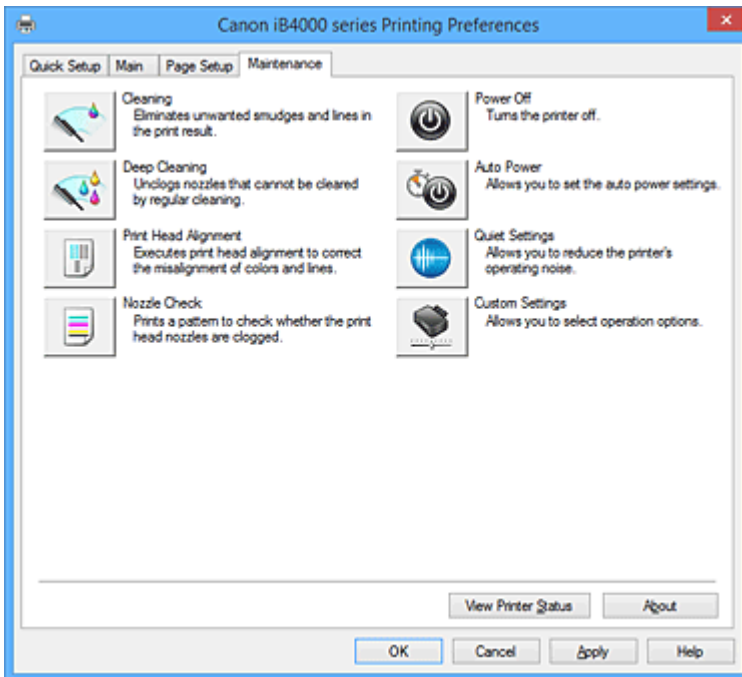 Canon iB4000 series Printing Preferences
Quick Setup Main Page Setup Maintenance
Cleaning
Eliminates unwanted smudges and lines in
the print result.
Power Off
Turns the printer off.
Deep Cleaning
Unclogs nozzles that cannot be cleared
by regular cleaning.
Auto Power
Allows you to set the auto power settings.
Print Head Alignment
Executes print head alignment to correct
the misalignment of colors and lines.
Quiet Settings
Allows you to reduce the printer's
operating noise.
Nozzle Check
Prints a pattern to check whether the print
head nozzles are clogged.
Custom Settings
Allows you to select operation options.
View Printer Status About
OK Cancel Apply Help